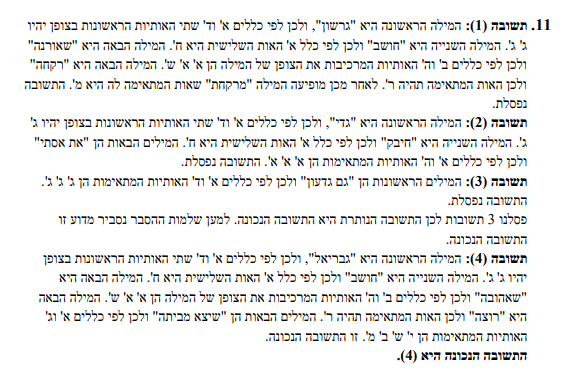 11. תשובה (1): המילה הראשונה היא "גרשון", ולכן לפי כללים א' וד' שתי האותיות הראשונות בצופן יהיו
ג' ג'. המילה השנייה היא "חושב" ולכן לפי כלל א' האות השלישית היא ח'. המילה הבאה היא "שאורנה"
ולכן לפי כללים ב' וה' האותיות המרכיבות את הצופן של המילה הן א' א' ש'. המילה הבאה היא "רקחה"
ולכן האות המתאימה תהיה ר'. לאחר מכן מופיעה המילה "מרקחת" שאות המתאימה לה היא מ'. התשובה
נפסלת.
תשובה (2): המילה הראשונה היא "גדי", ולכן לפי כללים א' וד' שתי האותיות הראשונות בצופן יהיו ג'
ג'. המילה השנייה היא "חיבק" ולכן לפי כלל א' האות השלישית היא ח'. המילים הבאות הן "את אסתי"
ולכן לפי כללים א' וה' האותיות המתאימות הן א' א' א'. התשובה נפסלת.
תשובה (3): המילים הראשונות הן "גם גדעון" ולכן לפי כללים א' וד' האותיות המתאימות הן ג' ג' ג'.
התשובה נפסלת.
פסלנו 3 תשובות לכן התשובה הנותרת היא התשובה הנכונה. למען שלמות ההסבר נסביר מדוע זו
התשובה הנכונה.
תשובה (4): המילה הראשונה היא "גבריאל", ולכן לפי כללים א' וד' שתי האותיות הראשונות בצופן
יהיו ג' ג'. המילה השנייה היא "חושב" ולכן לפי כלל א' האות השלישית היא ח'. המילה הבאה היא
"שאהובה" ולכן לפי כללים ב' וה' האותיות המרכיבות את הצופן של המילה הן א' א' ש'. המילה הבאה
היא "רוצה" ולכן האות המתאימה תהיה ר'. המילים הבאות הן "שיצא מביתה" ולכן לפי כללים א' וג'
האותיות המתאימות הן י' ש' ב' מ'. זו התשובה הנכונה.
התשובה הנכונה היא (4).